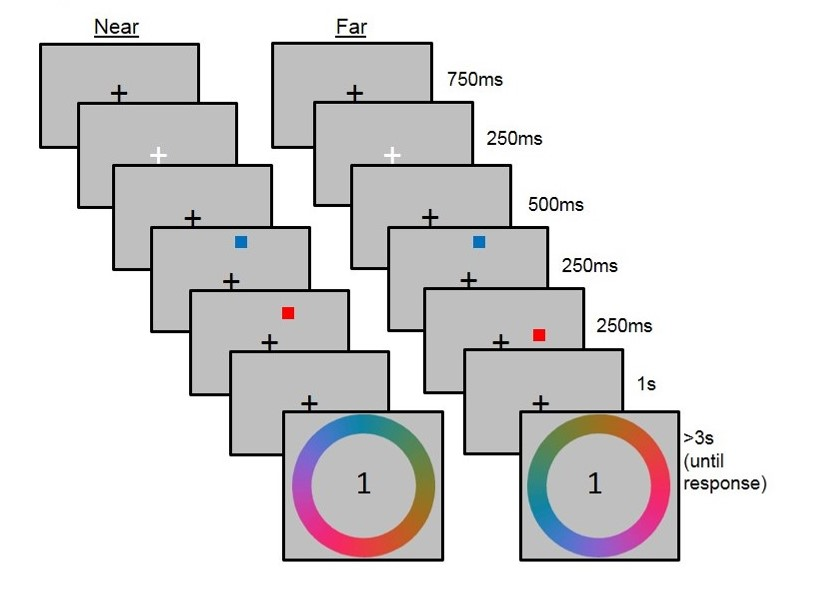 Near
Far
750ms
250ms
500ms
250ms
250ms
1s
>3s
(until
response)
1
1